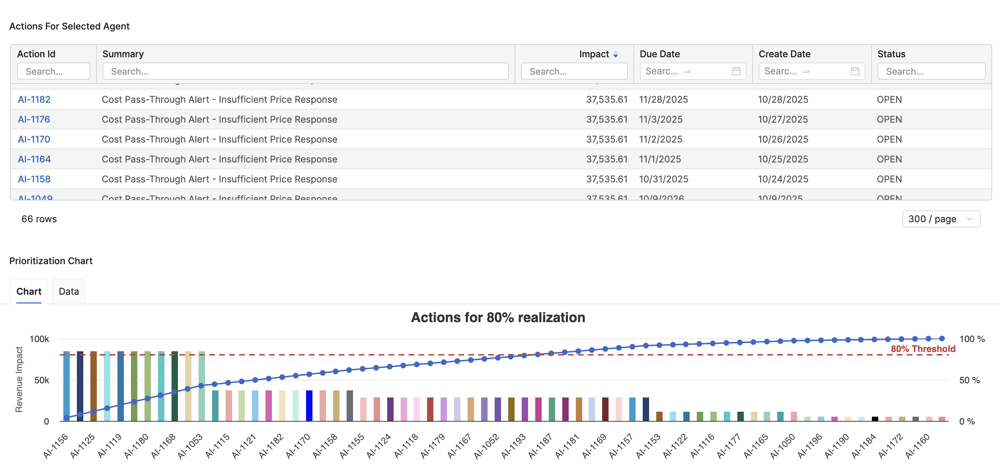 Actions For Selected Agent
Action Id Summary Impact Due Date Create Date Status
Search... Search... Search... Searc... Searc... Search...
AI-1182 Cost Pass-Through Alert - Insufficient Price Response 37,535.61 11/28/2025 10/28/2025 OPEN
AI-1176 Cost Pass-Through Alert - Insufficient Price Response 37,535.61 11/3/2025 10/27/2025 OPEN
AI-1170 Cost Pass-Through Alert - Insufficient Price Response 37,535.61 11/2/2025 10/26/2025 OPEN
AI-1164 Cost Pass-Through Alert - Insufficient Price Response 37,535.61 11/1/2025 10/25/2025 OPEN
AI-1158 Cost Pass-Through Alert - Insufficient Price Response 37,535.61 10/31/2025 10/24/2025 OPEN
AI-1049 Cost Pass-Through Alert - Insufficient Price Response 37,535.61 10/9/2026 10/9/2025 OPEN
66 rows 300 / page
Prioritization Chart
Chart Data
Actions for 80% realization
100k 100 %
80% Threshold
Revenue Impact
50k 50 %
0 0 %
AI-1156 AI-1125 AI-1119 AI-1180 AI-1168 AI-1053 AI-1115 AI-1121 AI-1182 AI-1170 AI-1158 AI-1155 AI-1124 AI-1118 AI-1179 AI-1167 AI-1052 AI-1193 AI-1187 AI-1181 AI-1169 AI-1157 AI-1153 AI-1122 AI-1116 AI-1177 AI-1165 AI-1050 AI-1196 AI-1190 AI-1184 AI-1172 AI-1160